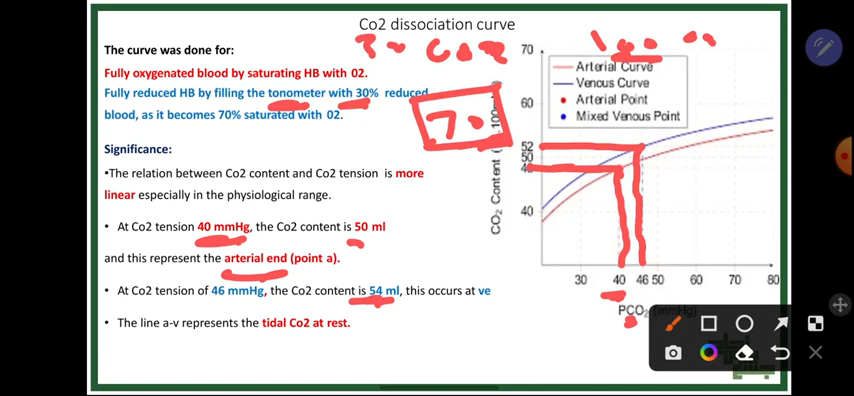 Co2 dissociation curve
The curve was done for:
Fully oxygenated blood by saturating HB with 02.
Fully reduced HB by filling the tonometer with 30% reduced
blood, as it becomes 70% saturated with O2.
70
Significance:
•The relation between Co2 content and Co2 tension is more
linear especially in the physiological range.
• At Co2 tension 40 mmHg, the Co2 content is 50 ml
and this represent the arterial end (point a).
• At Co2 tension of 46 mmHg, the Co2 content is 54 ml, this occurs at ve
• The line a-v represents the tidal Co2 at rest.
Arterial Curve
Venous Curve
Arterial Point
Mixed Venous Point
CO₂ Content
100
70
60
52
50
40
30
40
46
50
60
70
80
PCO